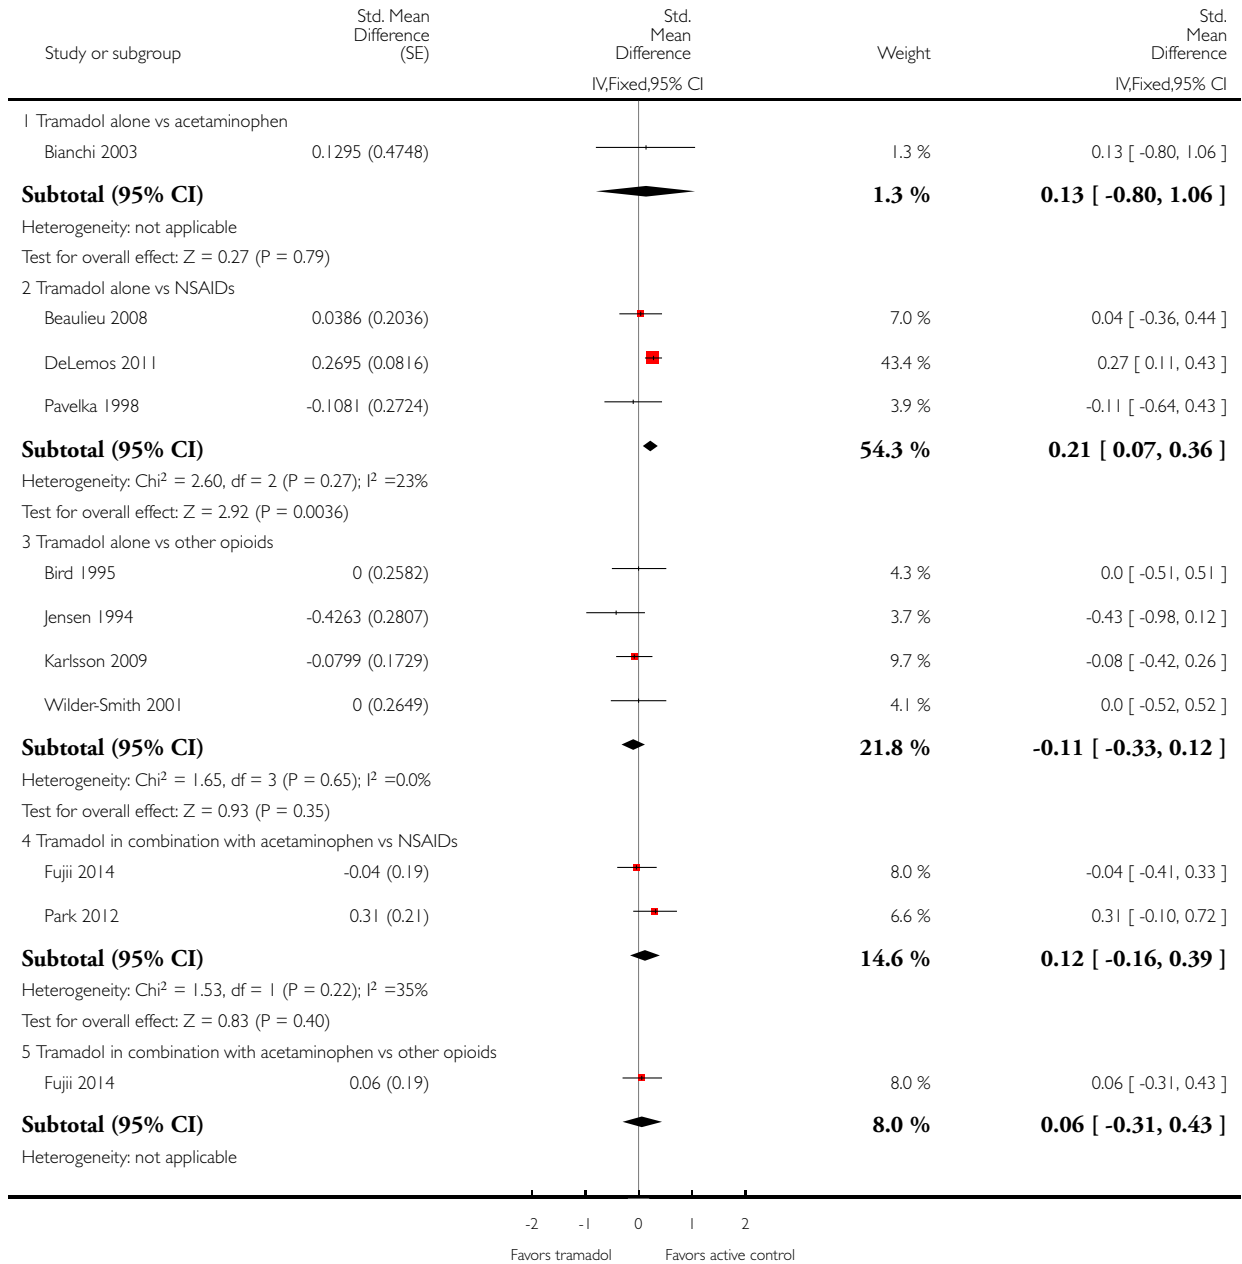 Study or subgroup Std. Mean Difference (SE) Std. Mean Difference Weight Std. Mean Difference
IV,Fixed,95% CI IV,Fixed,95% CI
1 Tramadol alone vs acetaminophen
Bianchi 2003 0.1295 (0.4748) 1.3 % 0.13 [ -0.80, 1.06 ]
Subtotal (95% CI) 1.3 % 0.13 [ -0.80, 1.06 ]
Heterogeneity: not applicable
Test for overall effect: Z = 0.27 (P = 0.79)
2 Tramadol alone vs NSAIDs
Beaulieu 2008 0.0386 (0.2036) 7.0 % 0.04 [ -0.36, 0.44 ]
DeLemos 2011 0.2695 (0.0816) 43.4 % 0.27 [ 0.11, 0.43 ]
Pavelka 1998 -0.1081 (0.2724) 3.9 % -0.11 [ -0.64, 0.43 ]
Subtotal (95% CI) 54.3 % 0.21 [ 0.07, 0.36 ]
Heterogeneity: Chi² = 2.60, df = 2 (P = 0.27); I² =23%
Test for overall effect: Z = 2.92 (P = 0.0036)
3 Tramadol alone vs other opioids
Bird 1995 0 (0.2582) 4.3 % 0.0 [ -0.51, 0.51 ]
Jensen 1994 -0.4263 (0.2807) 3.7 % -0.43 [ -0.98, 0.12 ]
Karlsson 2009 -0.0799 (0.1729) 9.7 % -0.08 [ -0.42, 0.26 ]
Wilder-Smith 2001 0 (0.2649) 4.1 % 0.0 [ -0.52, 0.52 ]
Subtotal (95% CI) 21.8 % -0.11 [ -0.33, 0.12 ]
Heterogeneity: Chi² = 1.65, df = 3 (P = 0.65); I² =0.0%
Test for overall effect: Z = 0.93 (P = 0.35)
4 Tramadol in combination with acetaminophen vs NSAIDs
Fujii 2014 -0.04 (0.19) 8.0 % -0.04 [ -0.41, 0.33 ]
Park 2012 0.31 (0.21) 6.6 % 0.31 [ -0.10, 0.72 ]
Subtotal (95% CI) 14.6 % 0.12 [ -0.16, 0.39 ]
Heterogeneity: Chi² = 1.53, df = 1 (P = 0.22); I² =35%
Test for overall effect: Z = 0.83 (P = 0.40)
5 Tramadol in combination with acetaminophen vs other opioids
Fujii 2014 0.06 (0.19) 8.0 % 0.06 [ -0.31, 0.43 ]
Subtotal (95% CI) 8.0 % 0.06 [ -0.31, 0.43 ]
Heterogeneity: not applicable
-2 -1 0 1 2
Favors tramadol Favors active control